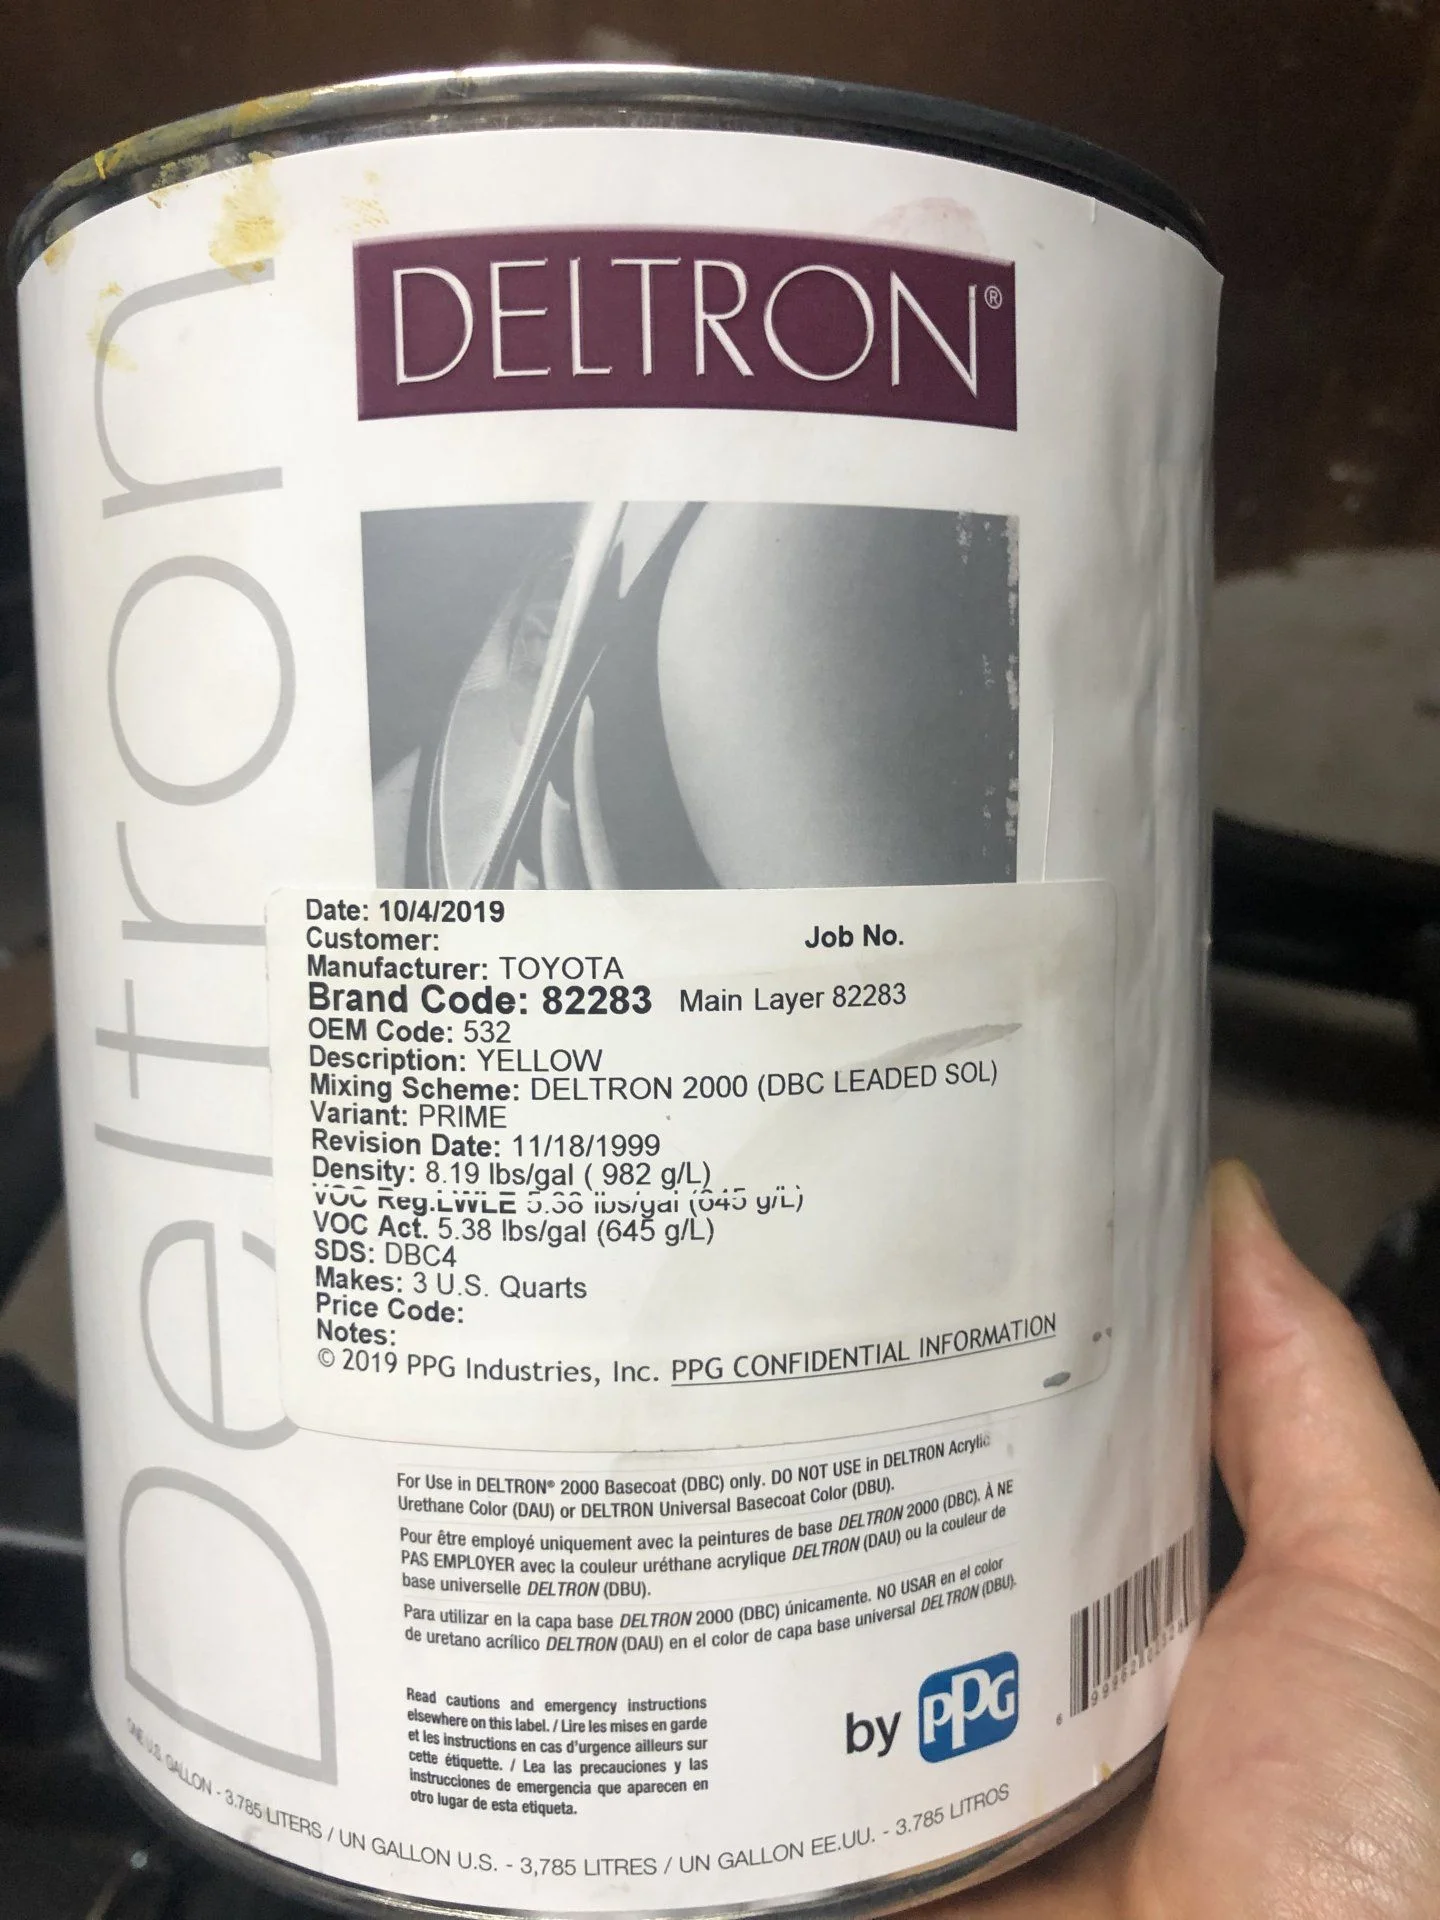 DELTRON®
Deltron
Date: 10/4/2019
Customer:
Job No.
Manufacturer: TOYOTA
Brand Code: 82283 Main Layer 82283
OEM Code: 532
Description: YELLOW
Mixing Scheme: DELTRON 2000 (DBC LEADED SOL)
Variant: PRIME
Revision Date: 11/18/1999
Density: 8.19 lbs/gal ( 982 g/L)
VOC Reg.LWLE 5.38 lbs/gal (645 g/L)
VOC Act. 5.38 lbs/gal (645 g/L)
SDS: DBC4
Makes: 3 U.S. Quarts
Price Code:
Notes:
© 2019 PPG Industries, Inc. PPG CONFIDENTIAL INFORMATION
For Use in DELTRON® 2000 Basecoat (DBC) only. DO NOT USE in DELTRON Acrylic
Urethane Color (DAU) or DELTRON Universal Basecoat Color (DBU).
Pour être employé uniquement avec la peintures de base DELTRON 2000 (DBC). À NE
PAS EMPLOYER avec la couleur uréthane acrylique DELTRON (DAU) ou la couleur de
base universelle DELTRON (DBU).
Para utilizar en la capa base DELTRON 2000 (DBC) únicamente. NO USAR en el color
de uretano acrílico DELTRON (DAU) en el color de capa base universal DELTRON (DBU).
Read cautions and emergency instructions
elsewhere on this label. / Lire les mises en garde
et les instructions en cas d'urgence ailleurs sur
cette étiquette. / Lea las precauciones y las
instrucciones de emergencia que aparecen en
otro lugar de esta etiqueta.
by PPG
ONE U.S. GALLON - 3.785 LITERS / UN GALLON U.S. - 3,785 LITRES / UN GALLON EE.UU. - 3.785 LITROS